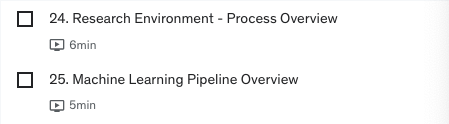 24. Research Environment - Process Overview
6min
25. Machine Learning Pipeline Overview
5min